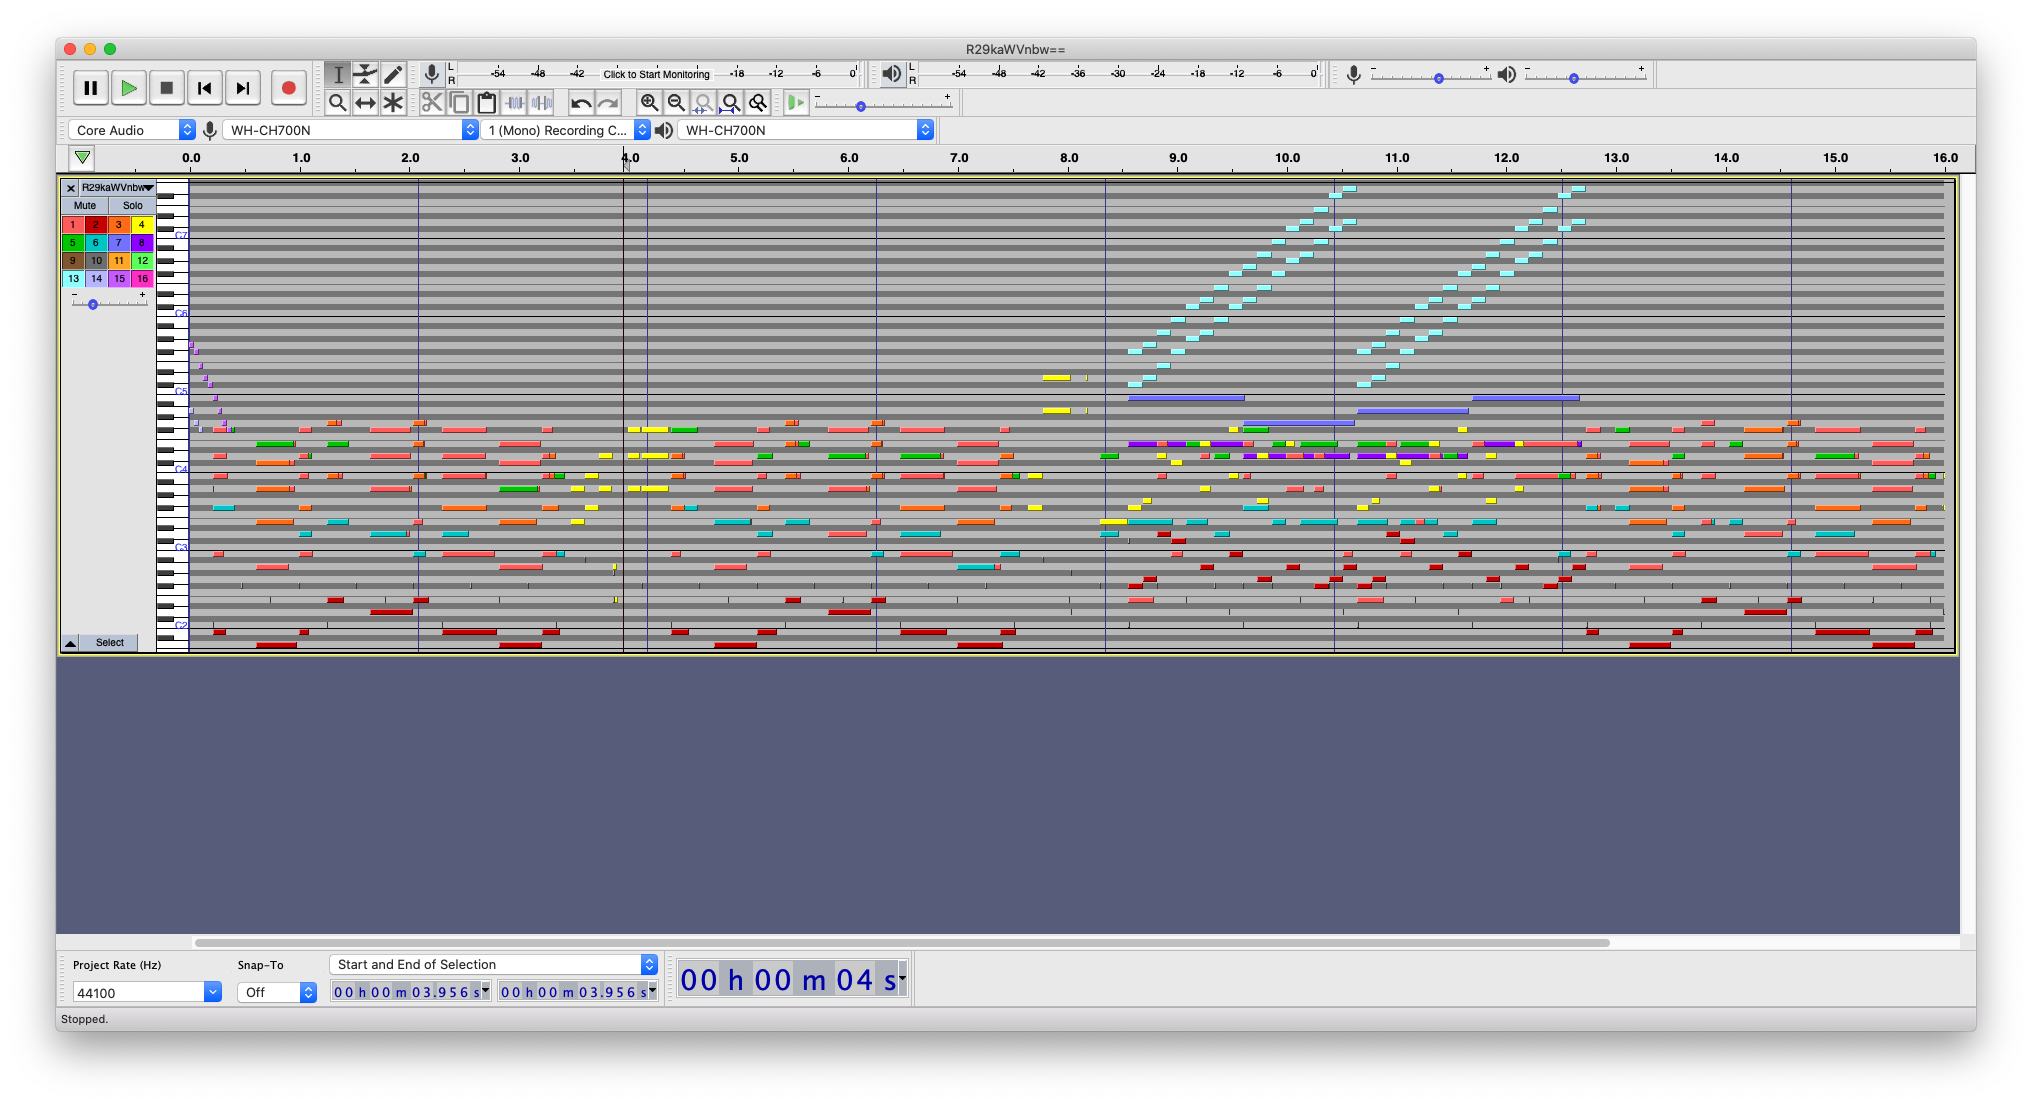 R29kaWVnbw==
L
R
-54 -48 -42 Click to Start Monitoring -18 -12 -6 0
L
R
-54 -48 -42 -36 -30 -24 -18 -12 -6 0
- +
- +
- +
Core Audio WH-CH700N 1 (Mono) Recording C... WH-CH700N
0.0 1.0 2.0 3.0 4.0 5.0 6.0 7.0 8.0 9.0 10.0 11.0 12.0 13.0 14.0 15.0 16.0
R29kaWVnbw
Mute Solo
1 2 3 4
5 6 7 8
9 10 11 12
13 14 15 16
- +
C7
C6
C5
C4
C3
C2
Select
Project Rate (Hz) Snap-To Start and End of Selection
44100 Off 00 h 00 m 03.956 s 00 h 00 m 03.956 s
00 h 00 m 04 s
Stopped.